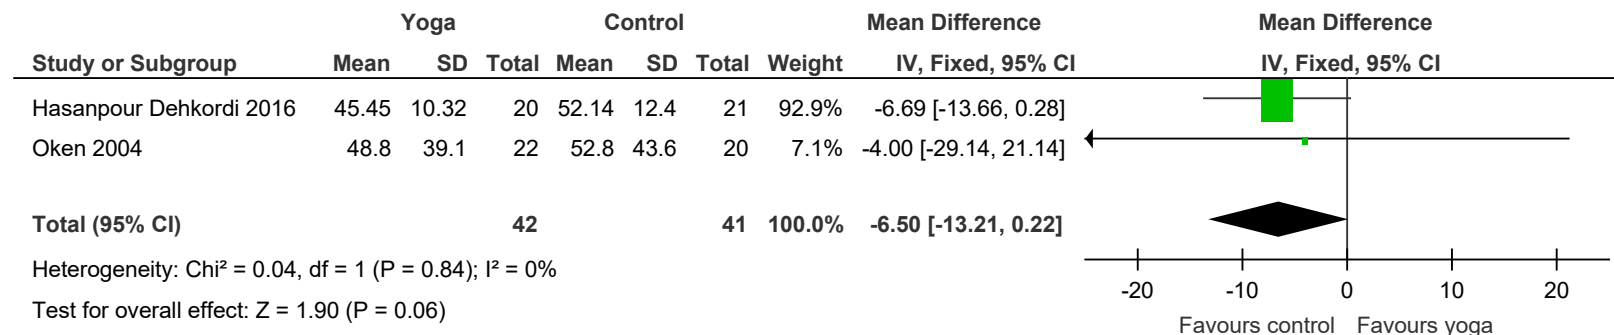 Yoga Control Mean Difference Mean Difference
Study or Subgroup Mean SD Total Mean SD Total Weight IV, Fixed, 95% CI IV, Fixed, 95% CI
Hasanpour Dehkordi 2016 45.45 10.32 20 52.14 12.4 21 92.9% -6.69 [-13.66, 0.28]
Oken 2004 48.8 39.1 22 52.8 43.6 20 7.1% -4.00 [-29.14, 21.14]
Total (95% CI) 42 41 100.0% -6.50 [-13.21, 0.22]
Heterogeneity: Chi² = 0.04, df = 1 (P = 0.84); I² = 0%
Test for overall effect: Z = 1.90 (P = 0.06)
-20 -10 0 10 20
Favours control Favours yoga